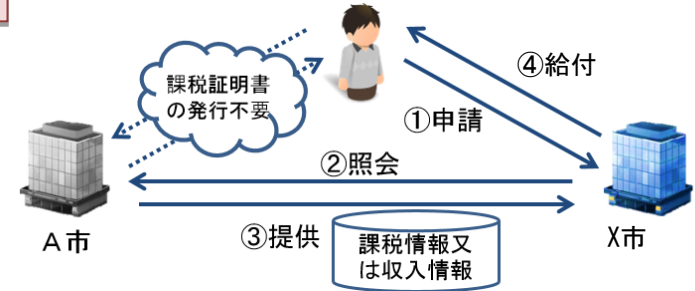 課税証明書
の発行不要
④給付
①申請
②照会
A市
③提供
課税情報又
は収入情報
X市